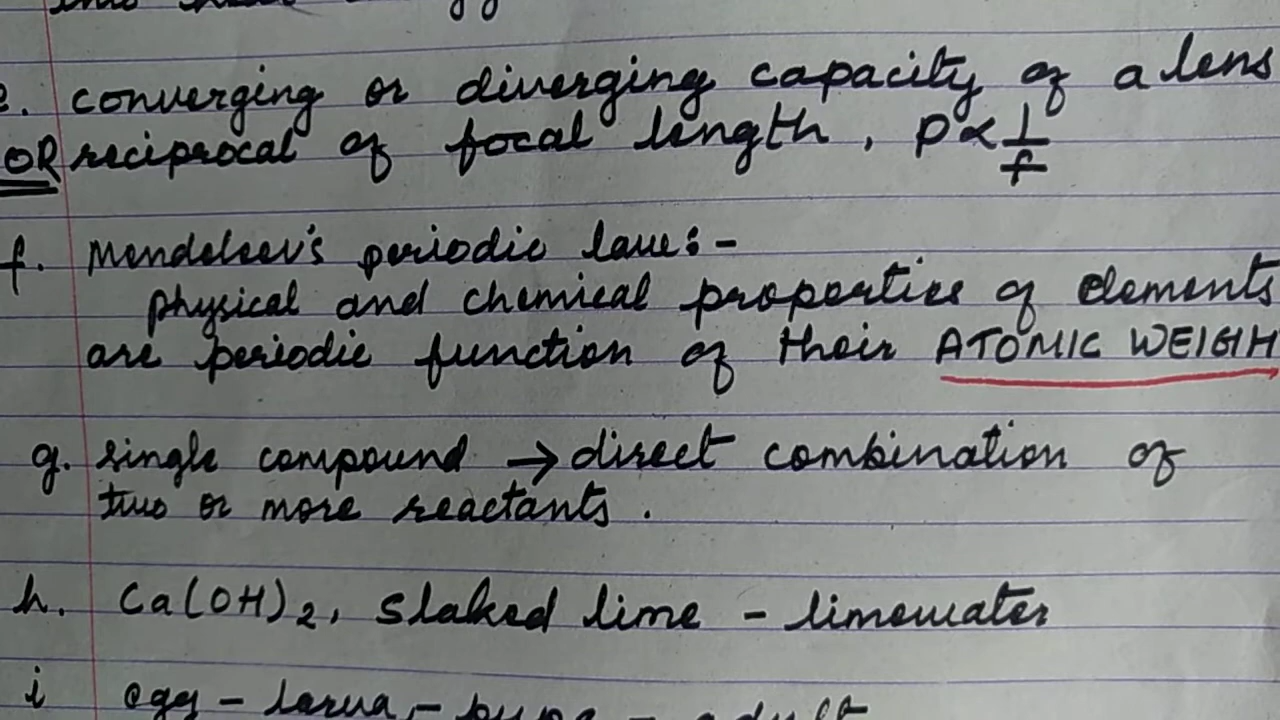 e. converging or diverging capacity of a lens
OR reciprocal of focal length, P ∝ 1/f
f. Mendeleev's periodic law:-
physical and chemical properties of elements
are periodic function of their ATOMIC WEIGH
g. single compound → direct combination of
two or more reactants.
h. Ca(OH)2, Slaked lime - limewater
i egg - larva - pupa - adult